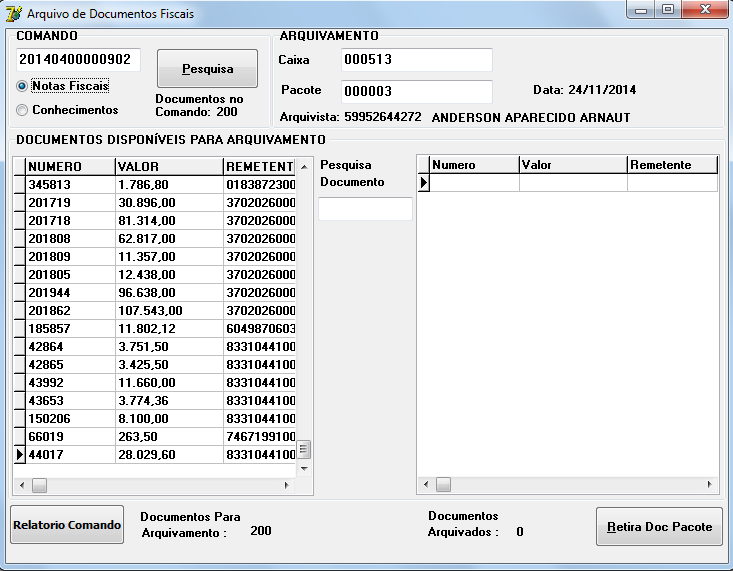 Arquivo de Documentos Fiscais
COMANDO
20140400000902
Pesquisa
Notas Fiscais
Conhecimentos
Documentos no
Comando: 200
ARQUIVAMENTO
Caixa 000513
Pacote 000003 Data: 24/11/2014
Arquivista: 59952644272 ANDERSON APARECIDO ARNAUT
DOCUMENTOS DISPONÍVEIS PARA ARQUIVAMENTO
NUMERO VALOR REMETENT
345813 1.786,80 0183872300
201719 30.896,00 3702026000
201718 81.314,00 3702026000
201808 62.817,00 3702026000
201809 11.357,00 3702026000
201805 12.438,00 3702026000
201944 96.638,00 3702026000
201862 107.543,00 3702026000
185857 11.802,12 6049870603
42864 3.751,50 8331044100
42865 3.425,50 8331044100
43992 11.660,00 8331044100
43653 3.774,36 8331044100
150206 8.100,00 8331044100
66019 263,50 7467199100
44017 28.029,60 8331044100
Pesquisa
Documento
Numero Valor Remetente
Relatorio Comando
Documentos Para
Arquivamento : 200
Documentos
Arquivados : 0
Retira Doc Pacote